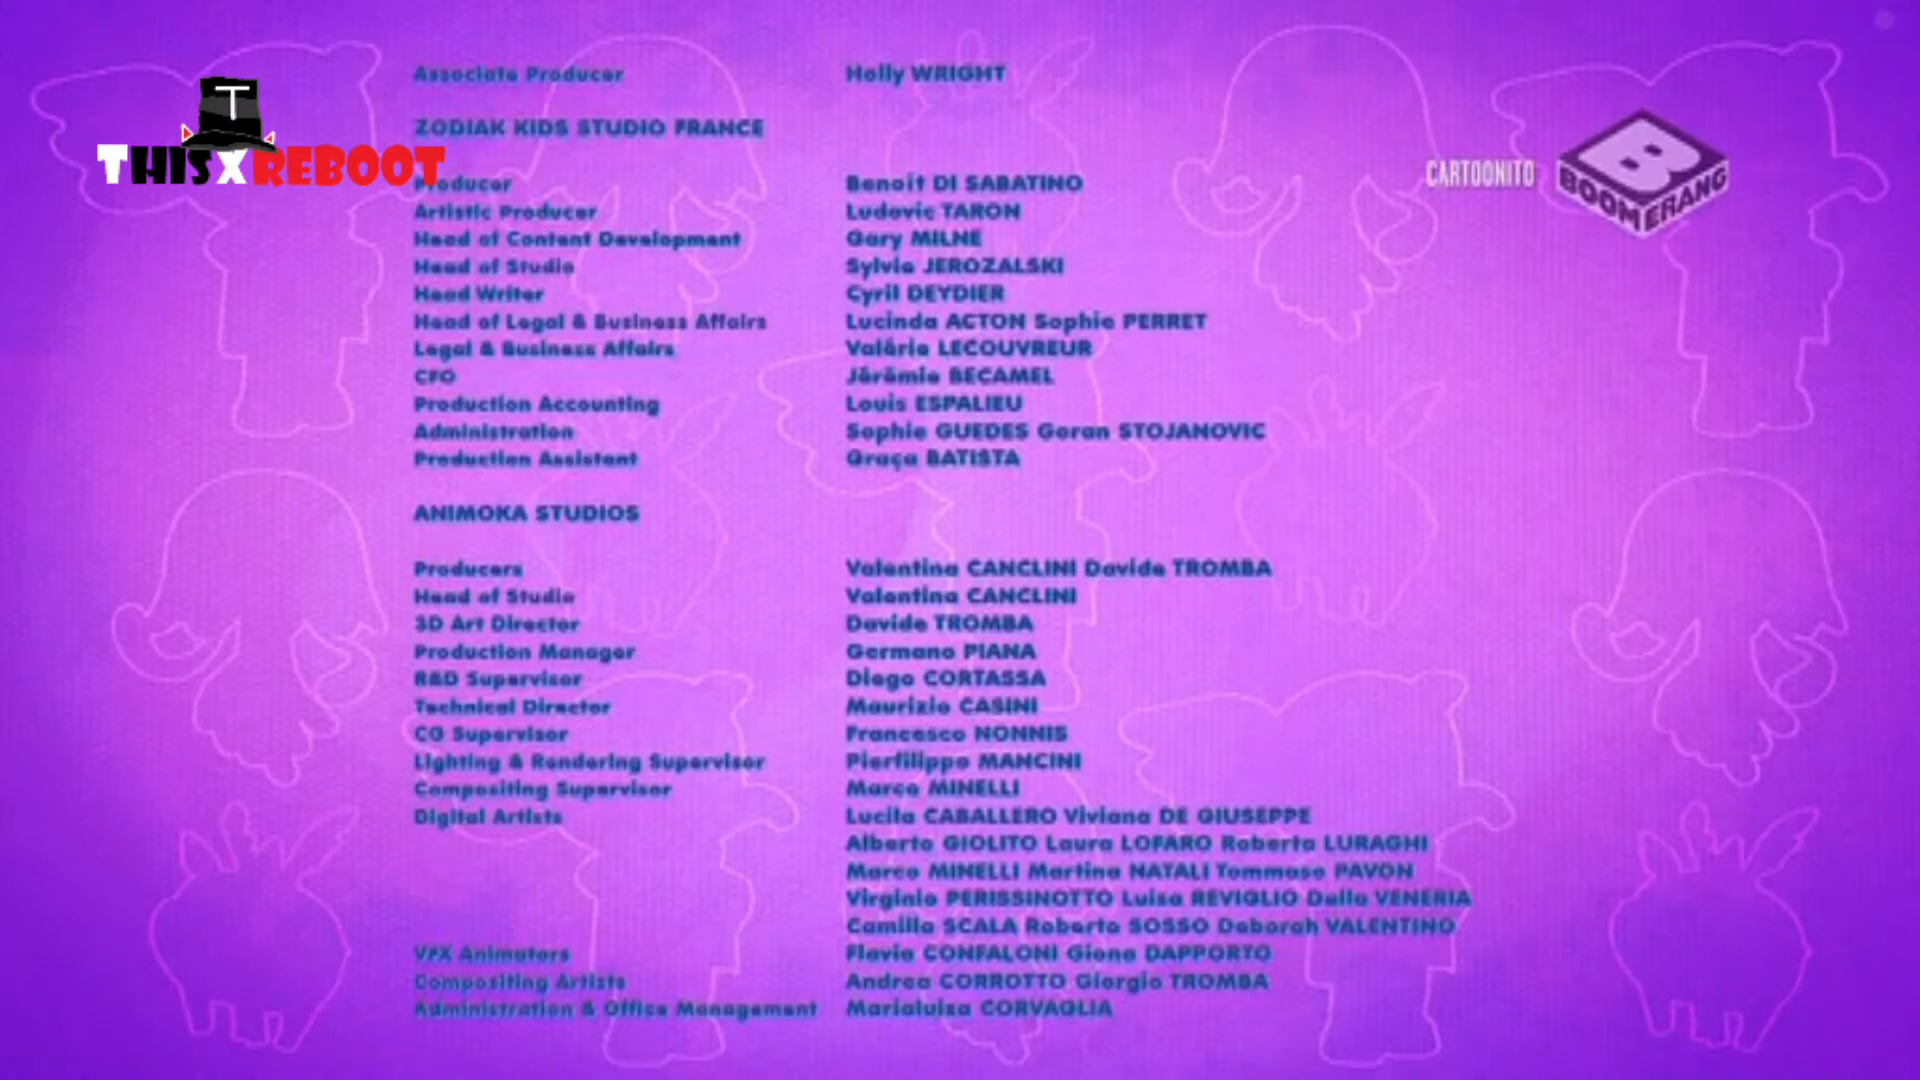 Associate Producer Holly WRIGHT
T
THISXREBOOT
ZODIAK KIDS STUDIO FRANCE
CARTOONITO
B
BOOMERANG
Producer Benoît DI SABATINO
Artistic Producer Ludovic TARON
Head of Content Development Gary MILNE
Head of Studio Sylvie JEROZALSKI
Head Writer Cyril DEYDIER
Head of Legal & Business Affairs Lucinda ACTON Sophie PERRET
Legal & Business Affairs Valérie LECOUVREUR
CFO Jérémie BECAMEL
Production Accounting Louis ESPALIEU
Administration Sophie GUEDES Goran STOJANOVIC
Production Assistant Graça BATISTA
ANIMOKA STUDIOS
Producers Valentina CANCLINI Davide TROMBA
Head of Studio Valentina CANCLINI
3D Art Director Davide TROMBA
Production Manager Germano PIANA
R&D Supervisor Diego CORTASSA
Technical Director Maurizio CASINI
CG Supervisor Francesco NONNIS
Lighting & Rendering Supervisor Pierfilippo MANCINI
Compositing Supervisor Marco MINELLI
Digital Artists Lucila CABALLERO Viviana DE GIUSEPPE
Alberto GIOLITO Laura LOFARO Roberta LURAGHI
Marco MINELLI Martina NATALI Tommaso PAVON
Virginio PERISSINOTTO Luisa REVIGLIO Della VENERIA
Camilla SCALA Roberto SOSSO Deborah VALENTINO
VFX Animators Flavia CONFALONI Giona DAPPORTO
Compositing Artists Andrea CORROTTO Giorgio TROMBA
Administration & Office Management Marialuisa CORVAGLIA